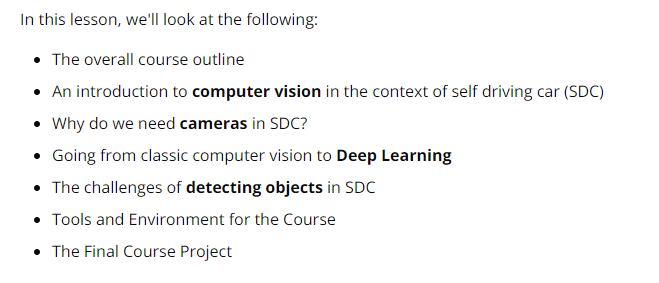 In this lesson, we'll look at the following:
The overall course outline
An introduction to computer vision in the context of self driving car (SDC)
Why do we need cameras in SDC?
Going from classic computer vision to Deep Learning
The challenges of detecting objects in SDC
Tools and Environment for the Course
The Final Course Project